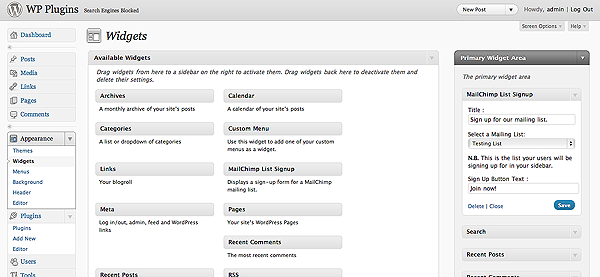 WP Plugins Search Engines Blocked
New Post
Howdy, admin | Log Out
Screen Options
Help
Dashboard
Posts
Media
Links
Pages
Comments
Appearance
Themes
Widgets
Menus
Background
Header
Editor
Plugins
Plugins
Add New
Editor
Users
Tools
Widgets
Available Widgets
Drag widgets from here to a sidebar on the right to activate them. Drag widgets back here to deactivate them and
delete their settings.
Archives
A monthly archive of your site's posts
Calendar
A calendar of your site's posts
Categories
A list or dropdown of categories
Custom Menu
Use this widget to add one of your
custom menus as a widget.
Links
Your blogroll
MailChimp List Signup
Displays a sign-up form for a MailChimp
mailing list.
Meta
Log in/out, admin, feed and WordPress
links
Pages
Your site's WordPress Pages
Recent Comments
The most recent comments
Recent Posts
RSS
Primary Widget Area
The primary widget area
MailChimp List Signup
Title :
Sign up for our mailing list.
Select a Mailing List:
Testing List
N.B. This is the list your users will be
signing up for in your sidebar.
Sign Up Button Text :
Join now!
Delete | Close
Save
Search
Recent Posts
Recent Comments